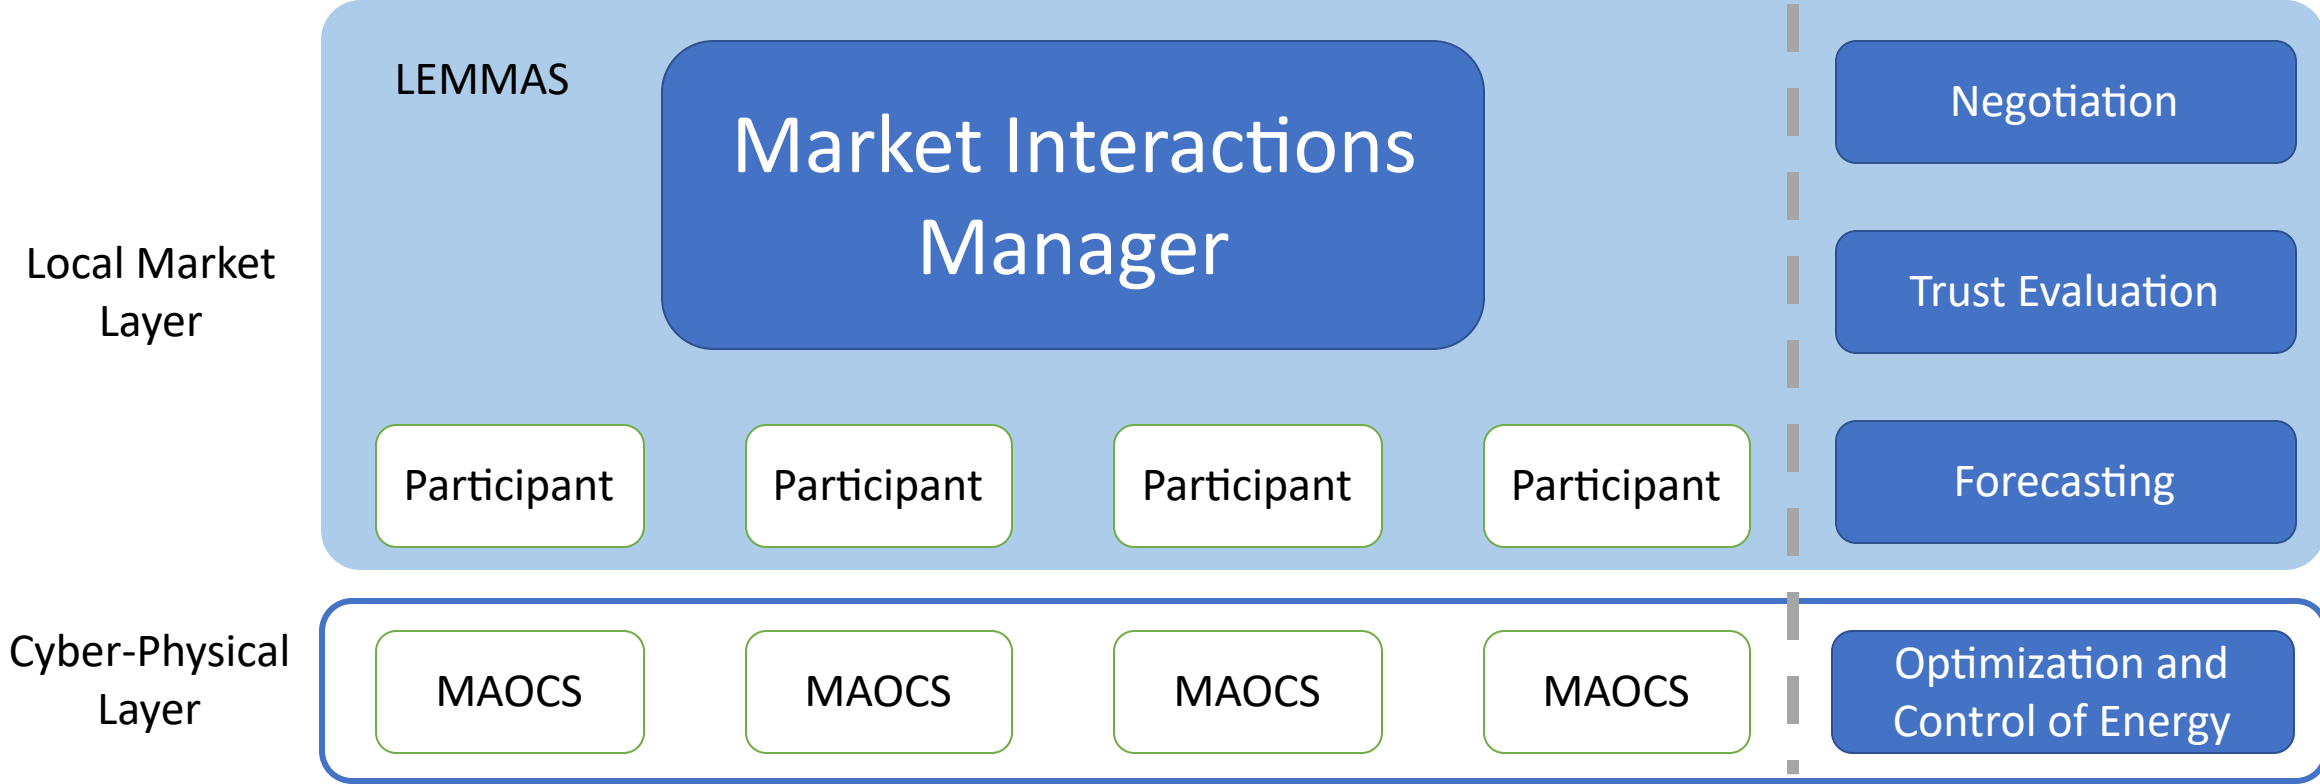 LEMMAS
Market Interactions
Manager
Negotiation
Trust Evaluation
Forecasting
Local Market
Layer
Participant
Participant
Participant
Participant
Cyber-Physical
Layer
MAOCS
MAOCS
MAOCS
MAOCS
Optimization and
Control of Energy